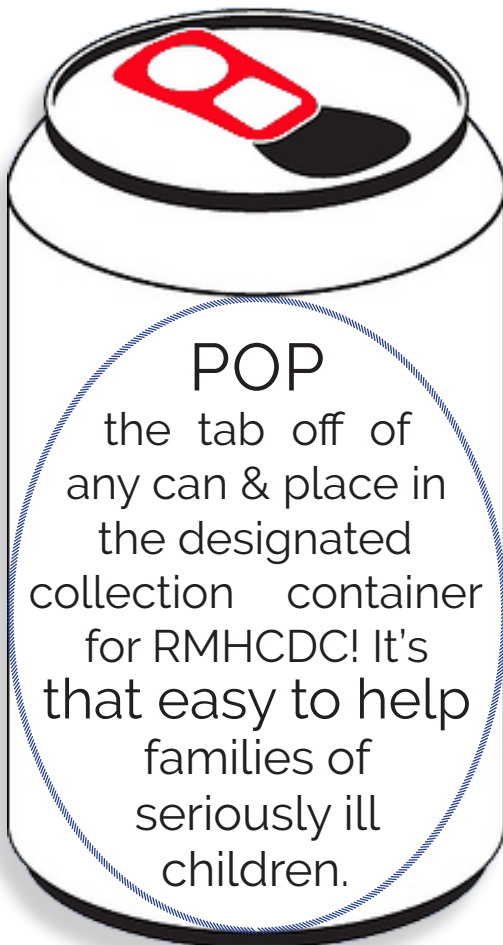 POP
the tab off of
any can & place in
the designated
collection container
for RMHCDC! It's
that easy to help
families of
seriously ill
children.